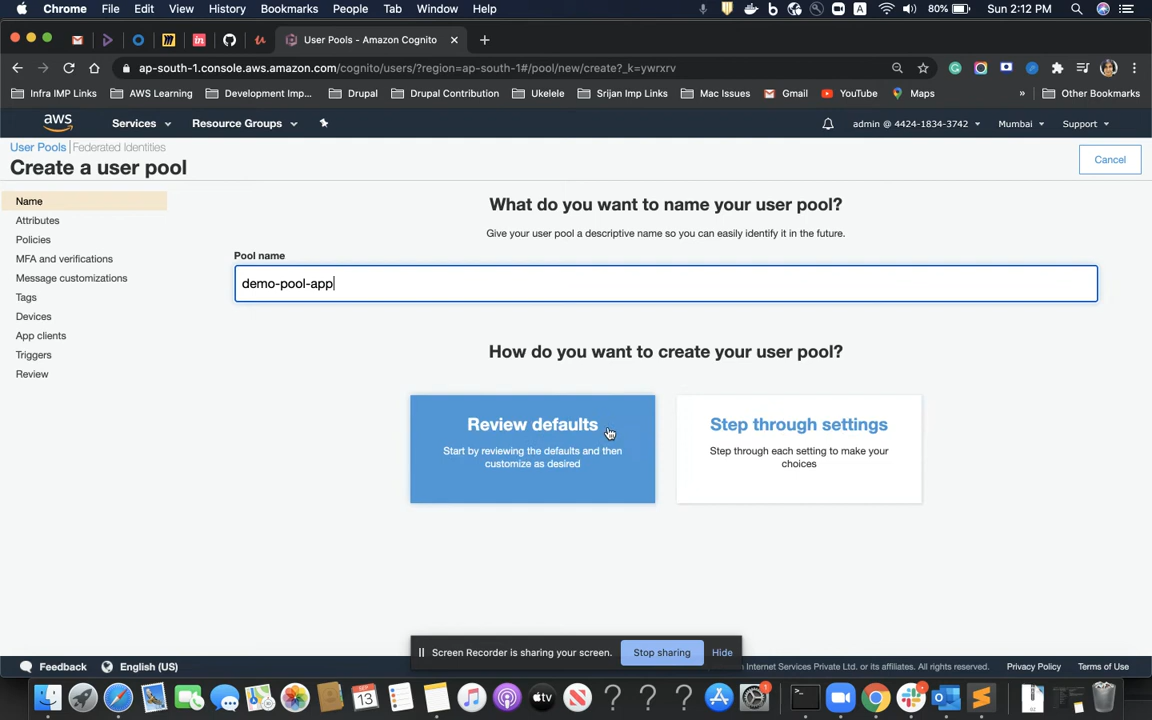 Chrome File Edit View History Bookmarks People Tab Window Help
A 80% Sun 2:12 PM
User Pools - Amazon Cognito
ap-south-1.console.aws.amazon.com/cognito/users/?region=ap-south-1#/pool/new/create?_k=ywrxrv
Infra IMP Links AWS Learning Development Imp... Drupal Drupal Contribution Ukelele Srijan Imp Links Mac Issues Gmail YouTube Maps » Other Bookmarks
aws Services Resource Groups admin @ 4424-1834-3742 Mumbai Support
User Pools | Federated Identities
Create a user pool
Cancel
Name
Attributes
Policies
MFA and verifications
Message customizations
Tags
Devices
App clients
Triggers
Review
What do you want to name your user pool?
Give your user pool a descriptive name so you can easily identify it in the future.
Pool name
demo-pool-app
How do you want to create your user pool?
Review defaults
Start by reviewing the defaults and then
customize as desired
Step through settings
Step through each setting to make your
choices
Screen Recorder is sharing your screen. Stop sharing Hide
Feedback English (US) Internet Services Private Ltd. or its affiliates. All rights reserved. Privacy Policy Terms of Use